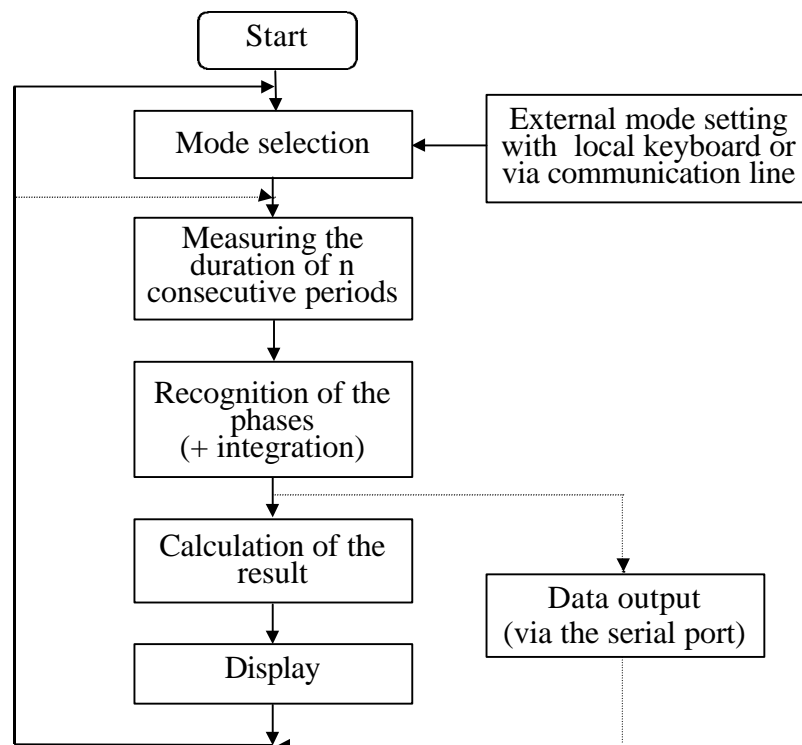 Start
Mode selection
External mode setting
with local keyboard or
via communication line
Measuring the
duration of n
consecutive periods
Recognition of the
phases
(+ integration)
Calculation of the
result
Data output
(via the serial port)
Display